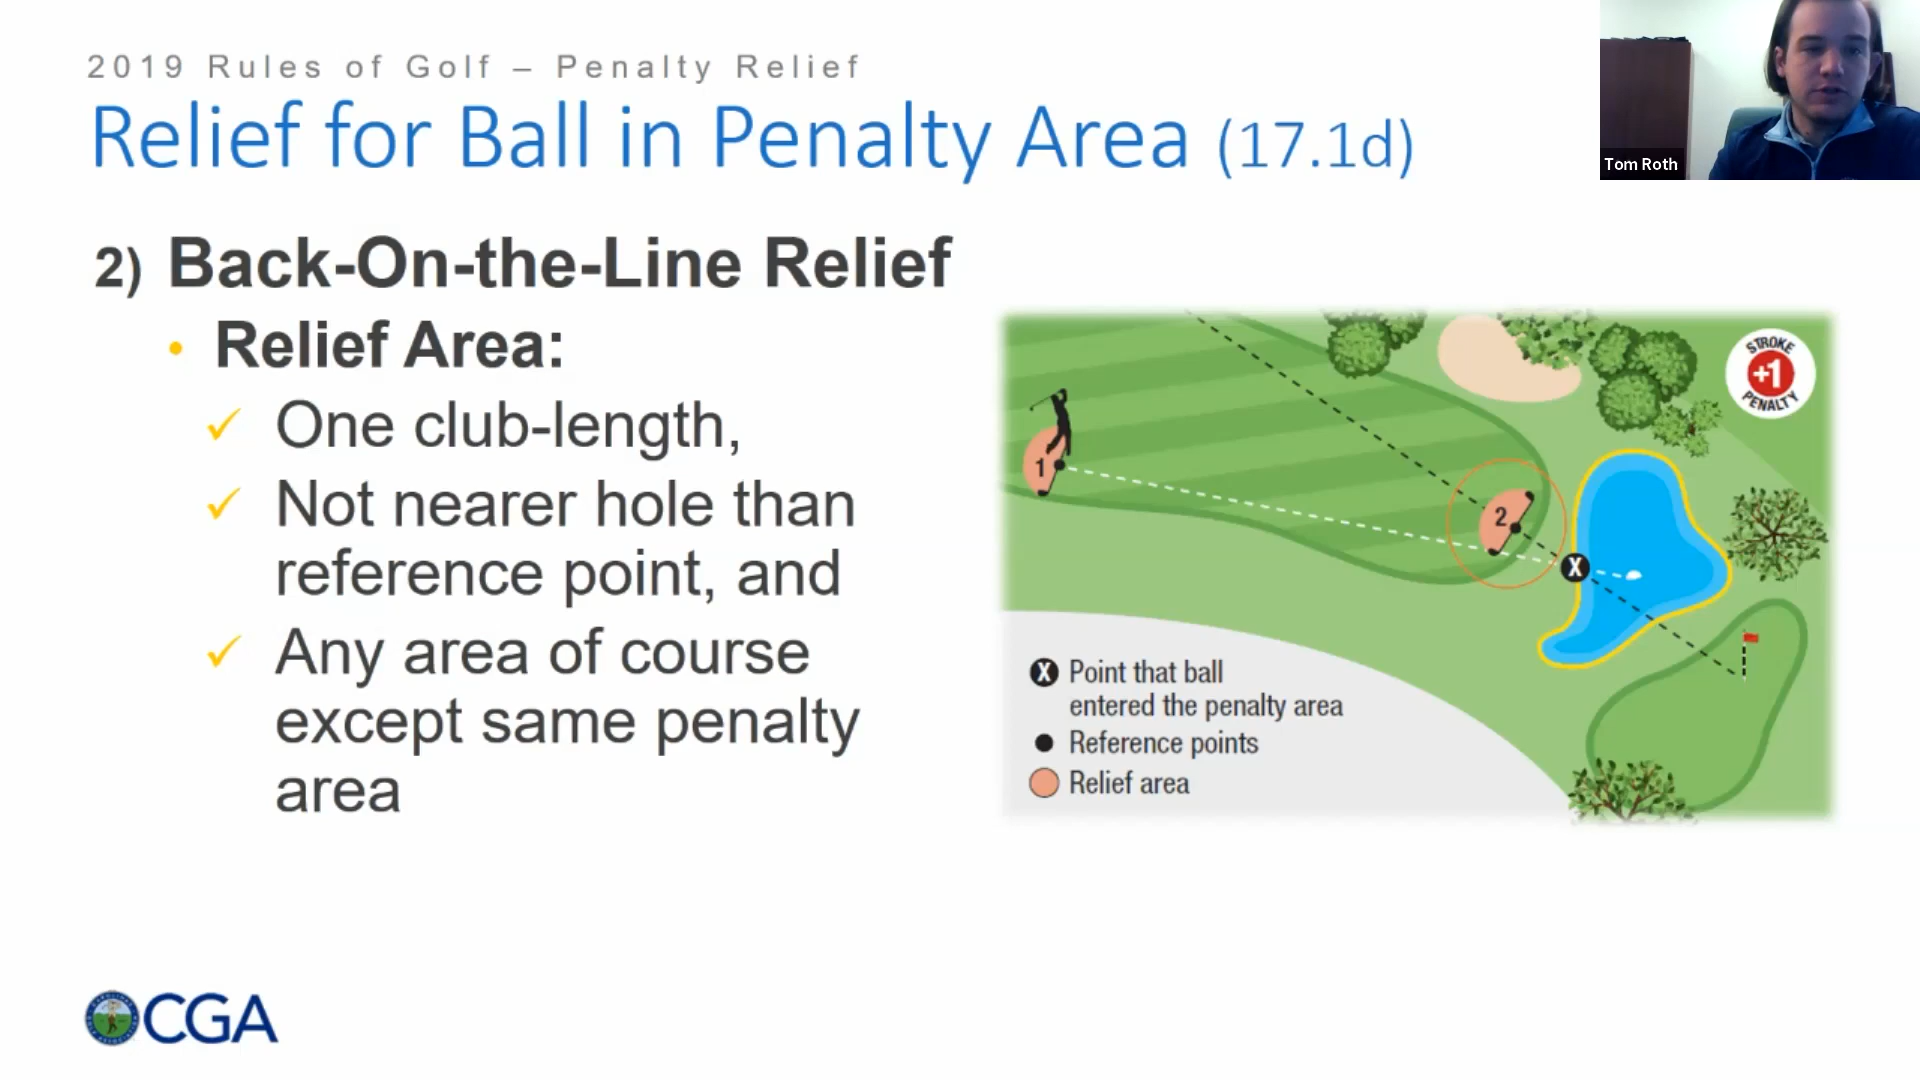 2019 Rules of Golf – Penalty Relief
Relief for Ball in Penalty Area (17.1d)
Tom Roth
2) Back-On-the-Line Relief
• Relief Area:
✓ One club-length,
✓ Not nearer hole than
reference point, and
✓ Any area of course
except same penalty
area
STROKE
+1
PENALTY
1
2
X
X Point that ball
entered the penalty area
Reference points
Relief area
CGA